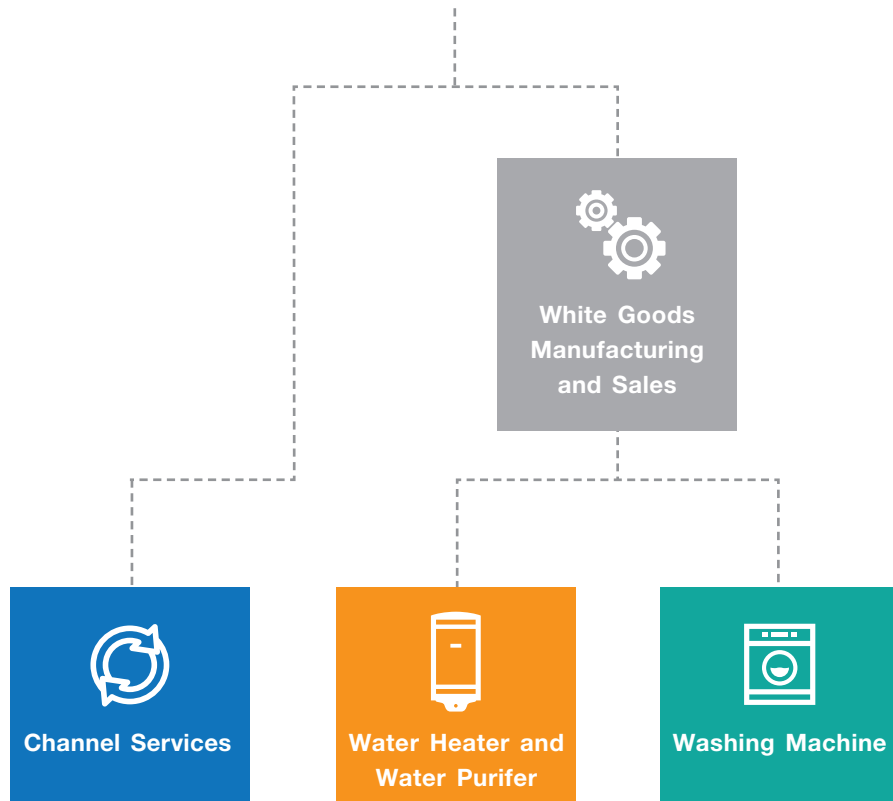 White Goods
Manufacturing
and Sales
Channel Services
Water Heater and
Water Purifer
Washing Machine